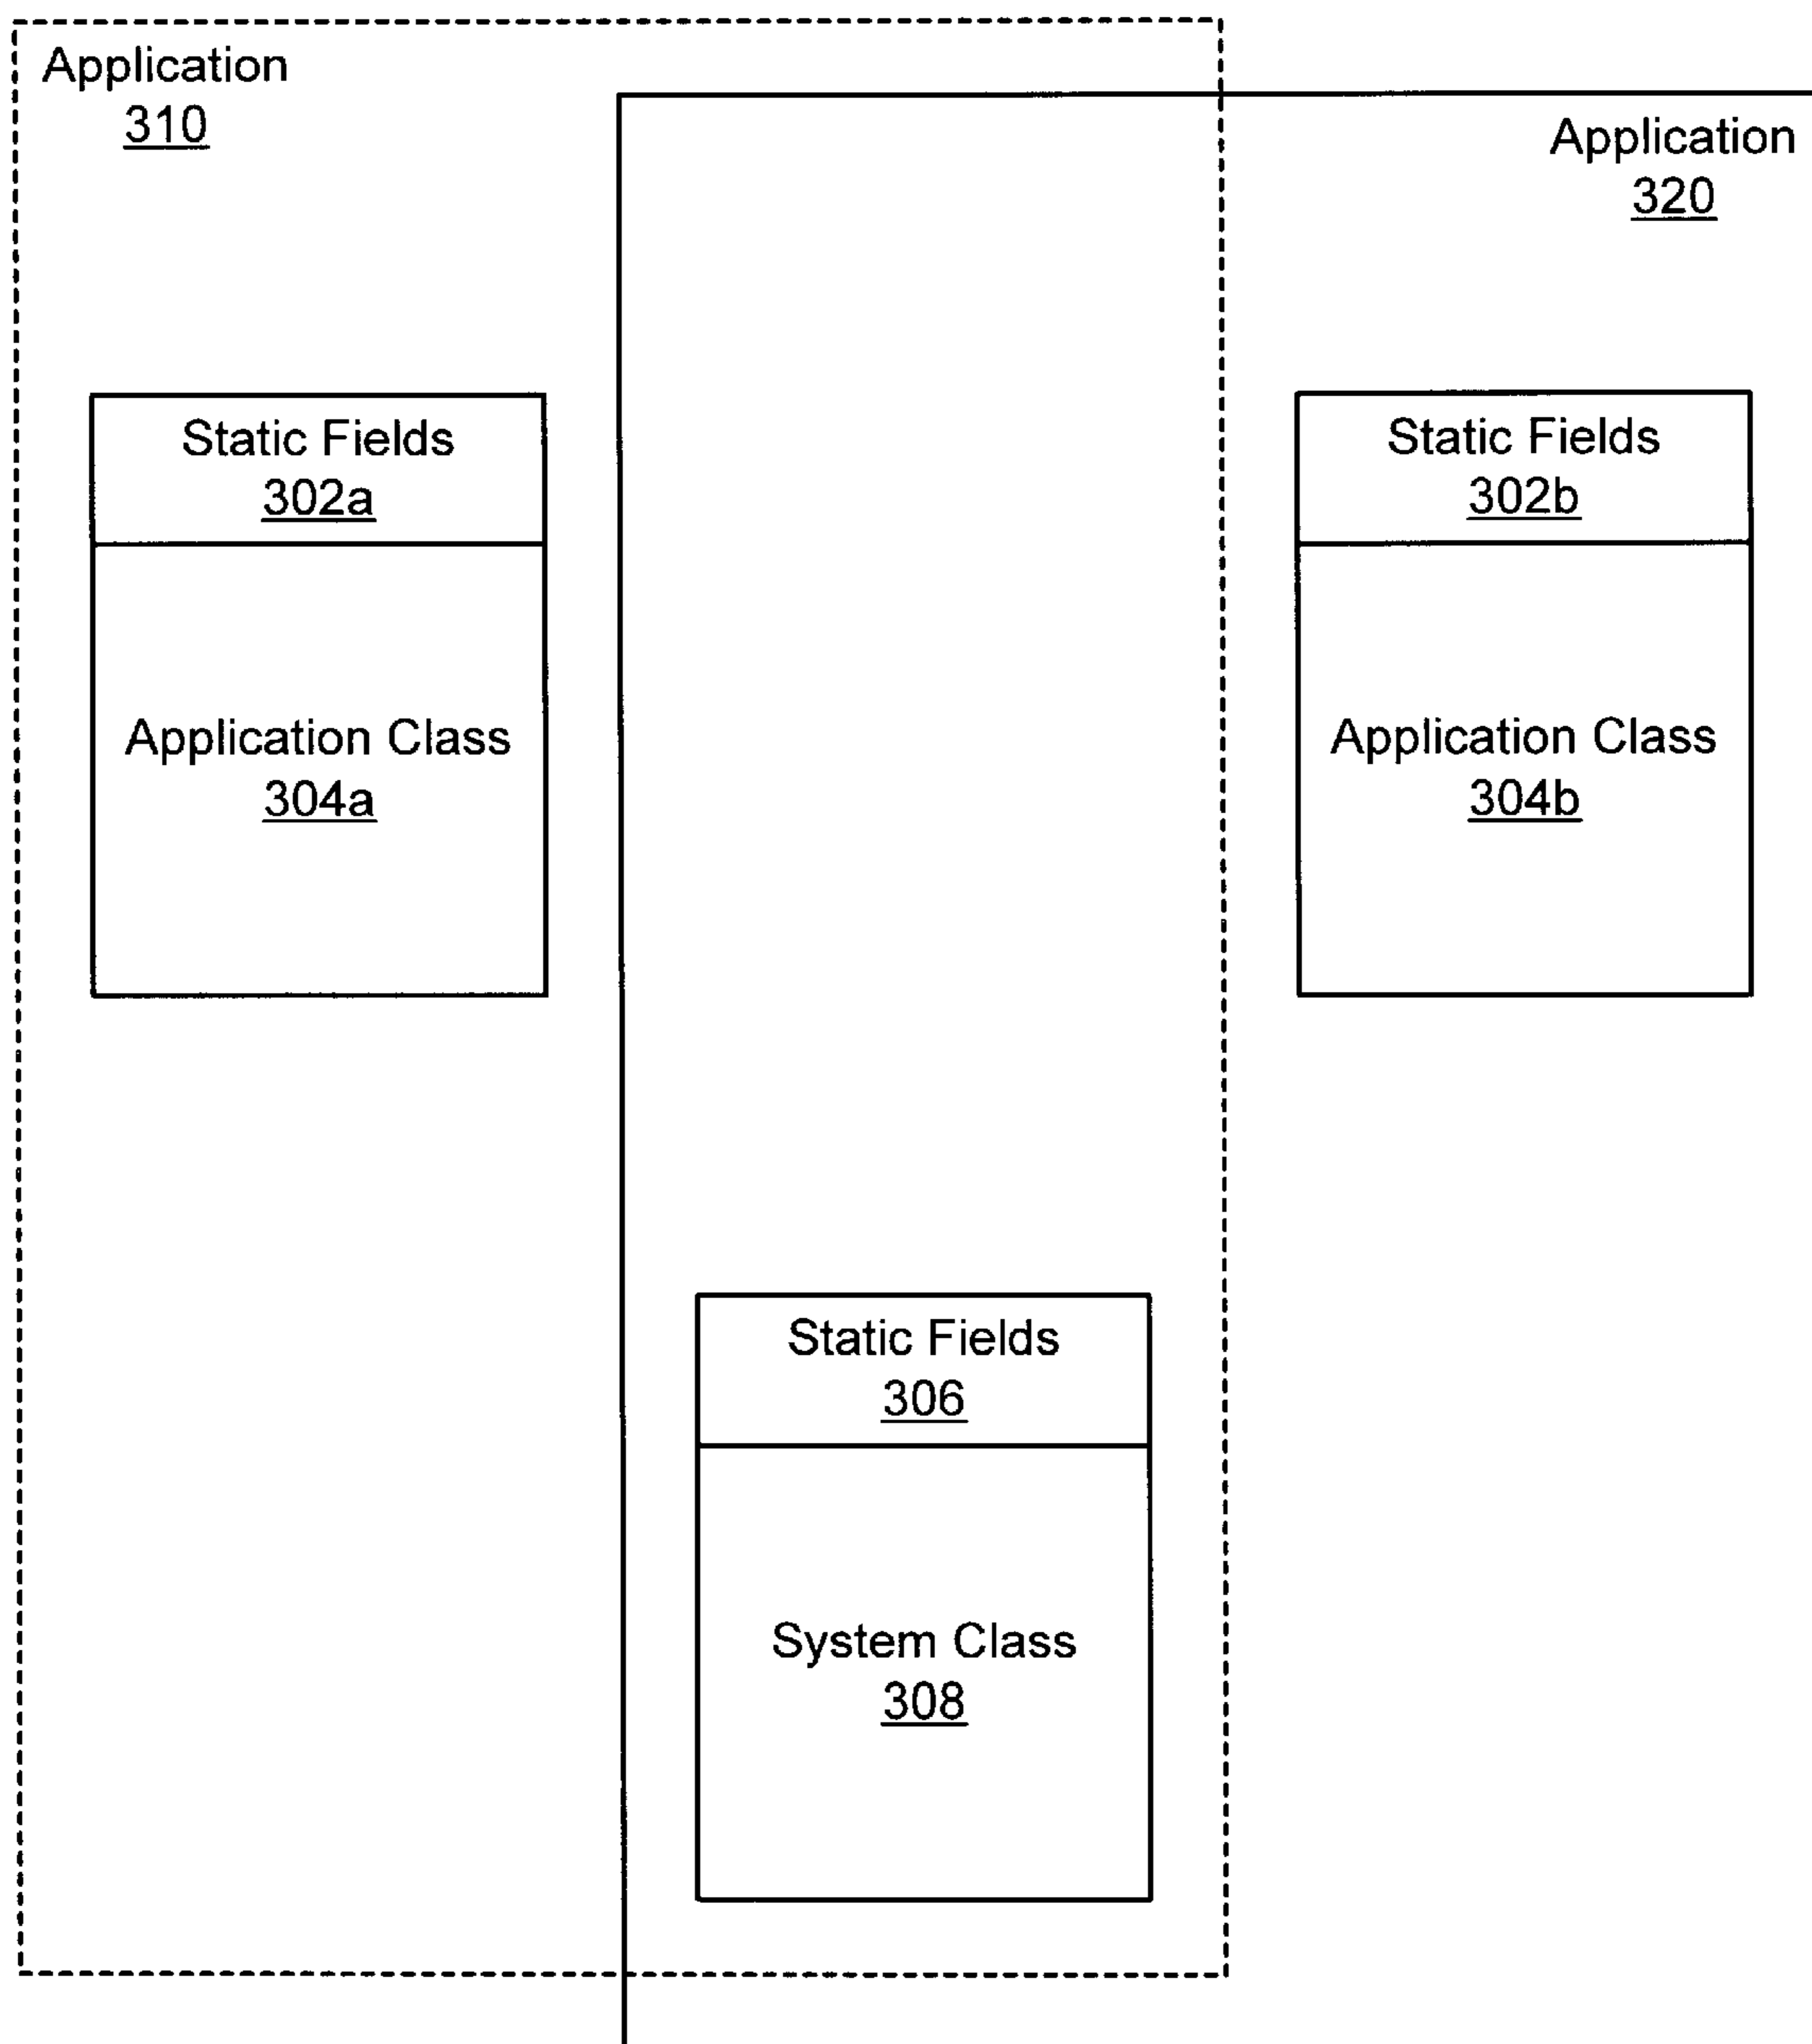 Application
310
Application
320
Static Fields
302a
Application Class
304a
Static Fields
302b
Application Class
304b
Static Fields
306
System Class
308